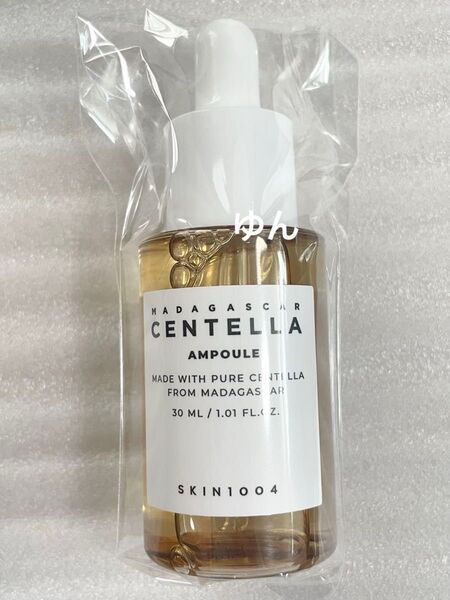 ゆん
MADAGASCAR
CENTELLA
AMPOULE
MADE WITH PURE CENTELLA
FROM MADAGASCAR
30 ML / 1.01 FL.OZ.
SKIN1004